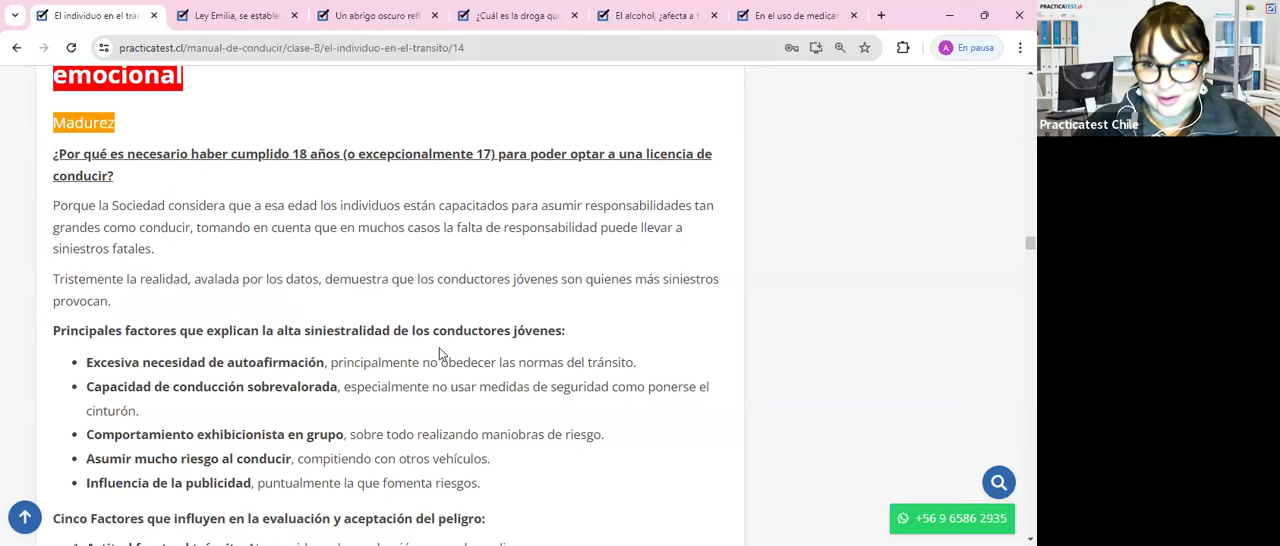 El individuo en el trán
Ley Emilia, se establec
Un abrigo oscuro refl
¿Cuál es la droga que
El alcohol, ¿afecta a t
En el uso de medicar
practicatest.cl/manual-de-conducir/clase-B/el-individuo-en-el-transito/14
A En pausa
PRACTICATEST.cl
Practicatest Chile
emocional
Madurez
¿Por qué es necesario haber cumplido 18 años (o excepcionalmente 17) para poder optar a una licencia de
conducir?
Porque la Sociedad considera que a esa edad los individuos están capacitados para asumir responsabilidades tan
grandes como conducir, tomando en cuenta que en muchos casos la falta de responsabilidad puede llevar a
siniestros fatales.
Tristemente la realidad, avalada por los datos, demuestra que los conductores jóvenes son quienes más siniestros
provocan.
Principales factores que explican la alta siniestralidad de los conductores jóvenes:
• Excesiva necesidad de autoafirmación, principalmente no obedecer las normas del tránsito.
• Capacidad de conducción sobrevalorada, especialmente no usar medidas de seguridad como ponerse el
cinturón.
• Comportamiento exhibicionista en grupo, sobre todo realizando maniobras de riesgo.
• Asumir mucho riesgo al conducir, compitiendo con otros vehículos.
• Influencia de la publicidad, puntualmente la que fomenta riesgos.
+56 9 6586 2935
Cinco Factores que influyen en la evaluación y aceptación del peligro: